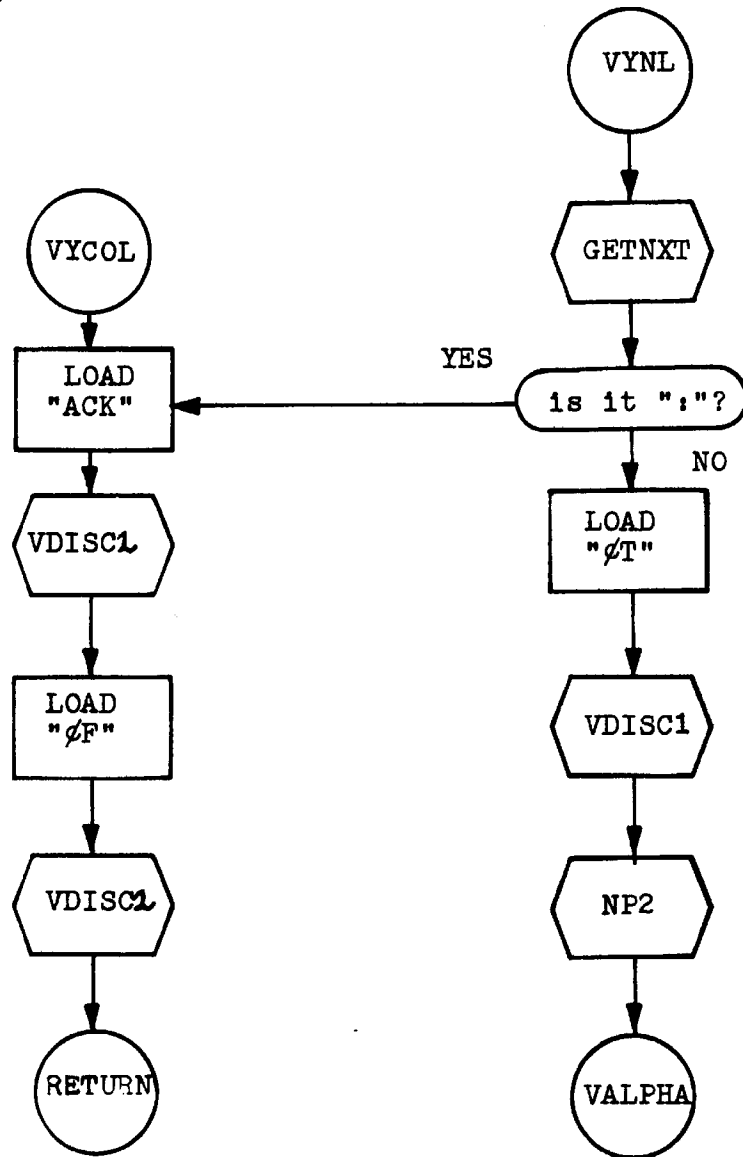 VYNL
GETNXT
VYCOL
YES
is it ":"?
LOAD
"ACK"
NO
LOAD
"øT"
VDISC1
LOAD
"øF"
VDISC1
VDISC1
NP2
RETURN
VALPHA